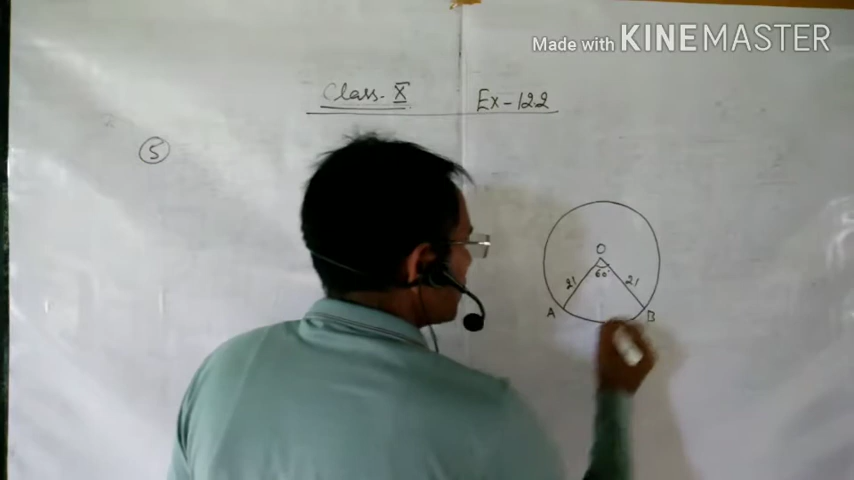 Made with KINEMASTER
Class- X Ex-12.2
5
O
60°
21 21
A B